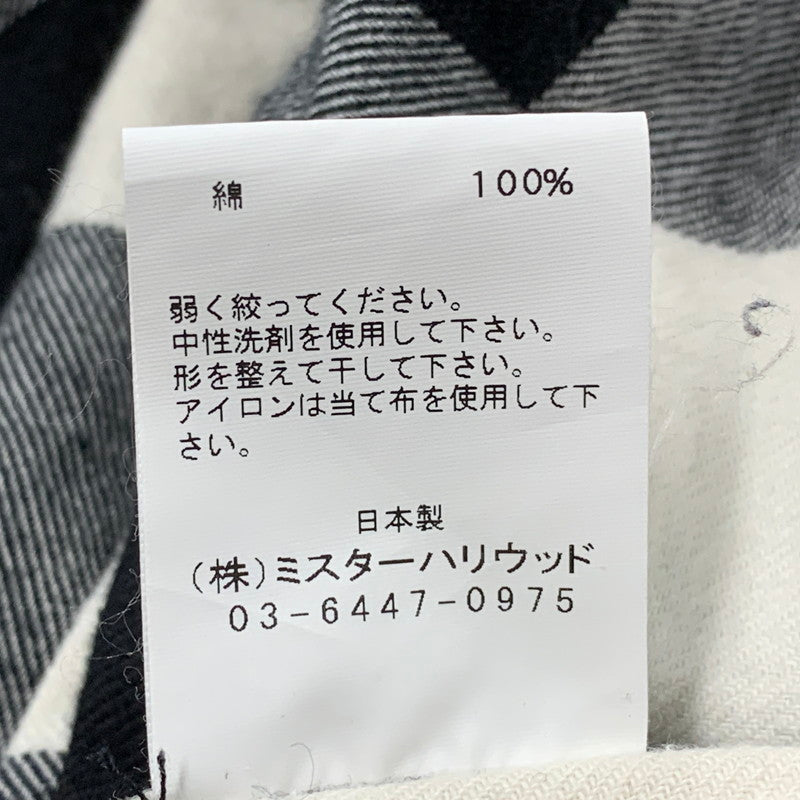 綿 100%
弱く絞ってください。
中性洗剤を使用して下さい。
形を整えて干して下さい。
アイロンは当て布を使用して下
さい。
日本製
(株)ミスターハリウッド
03-6447-0975